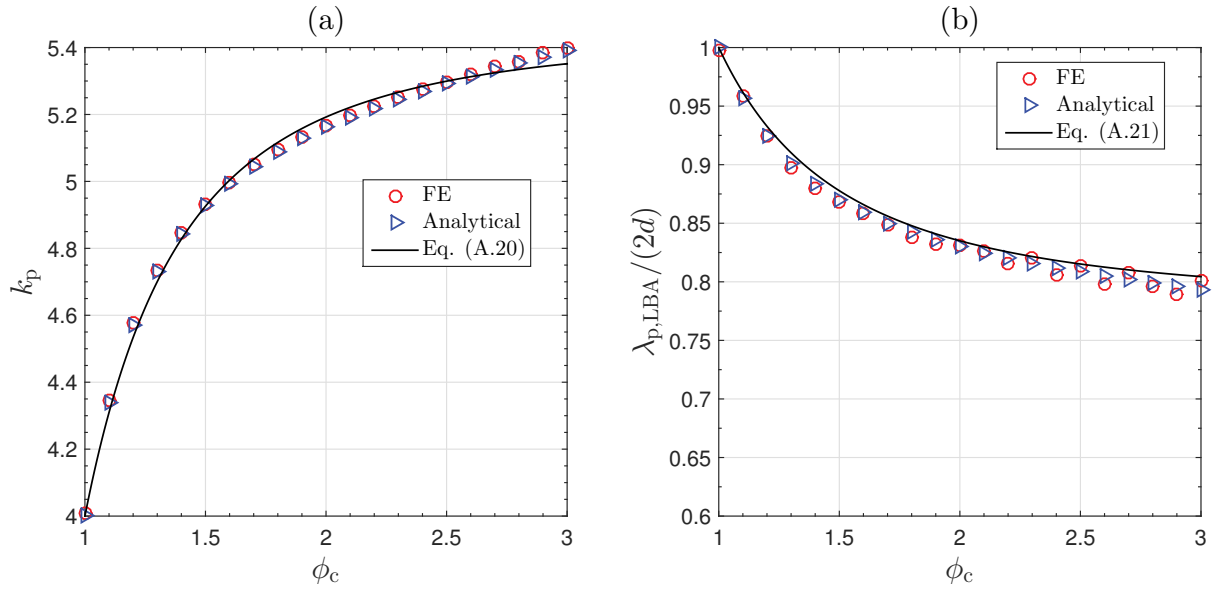 (a)
5.4
5.2
5
4.8
4.6
4.4
4.2
4
k_p
FE
Analytical
Eq. (A.20)
1
1.5
2
2.5
3
ϕ_c
(b)
1
0.95
0.9
0.85
0.8
0.75
0.7
0.65
0.6
λ_{p,LBA}/(2d)
FE
Analytical
Eq. (A.21)
1
1.5
2
2.5
3
ϕ_c